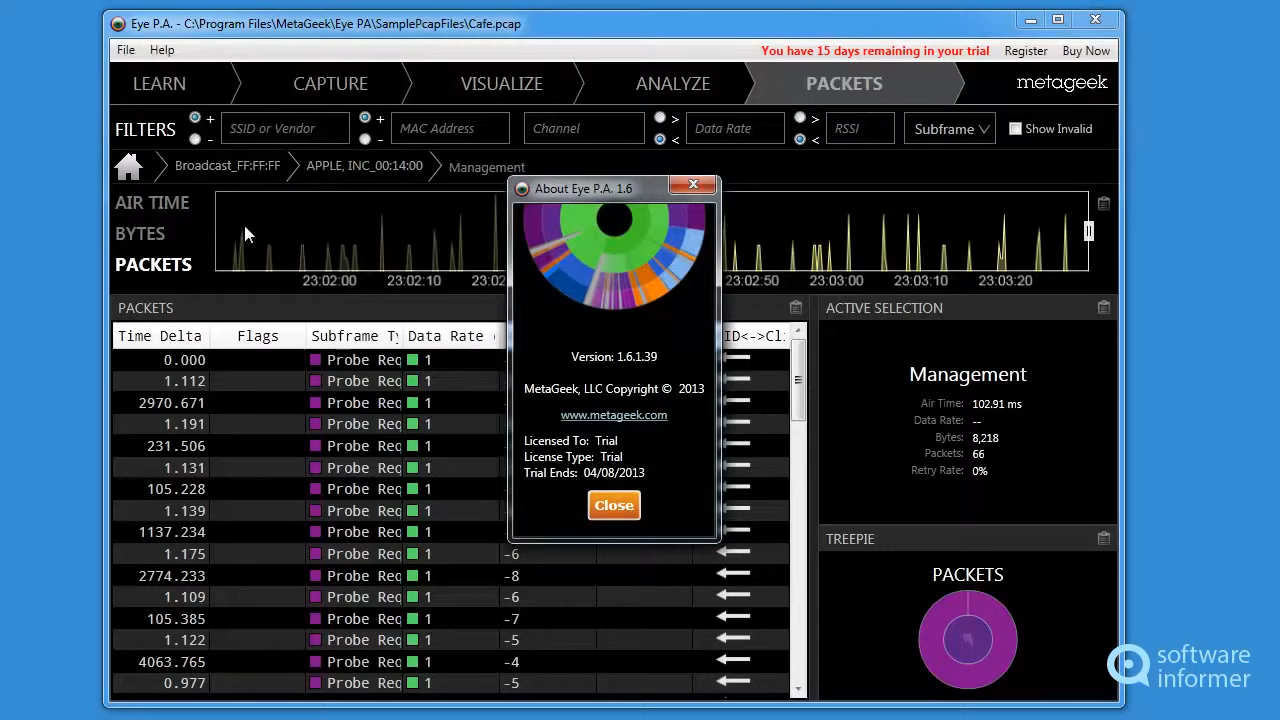 Eye P.A. - C:\Program Files\MetaGeek\Eye PA\SamplePcapFiles\Cafe.pcap
File Help You have 15 days remaining in your trial Register Buy Now
LEARN CAPTURE VISUALIZE ANALYZE PACKETS metageek
FILTERS + - SSID or Vendor + - MAC Address Channel > < Data Rate > < RSSI Subframe Show Invalid
Broadcast_FF:FF:FF APPLE, INC_00:14:00 Management
AIR TIME
BYTES
PACKETS
23:02:00 23:02:10 23:02:50 23:03:00 23:03:10 23:03:20
About Eye P.A. 1.6
Version: 1.6.1.39
MetaGeek, LLC Copyright © 2013
www.metageek.com
Licensed To: Trial
License Type: Trial
Trial Ends: 04/08/2013
Close
PACKETS
Time Delta Flags Subframe Ty Data Rate ( ID<->Cli
0.000 Probe Req 1
1.112 Probe Req 1
2970.671 Probe Req 1
1.191 Probe Req 1
231.506 Probe Req 1
1.131 Probe Req 1
105.228 Probe Req 1
1.139 Probe Req 1
1137.234 Probe Req 1
1.175 Probe Req 1 -6
2774.233 Probe Req 1 -8
1.109 Probe Req 1 -6
105.385 Probe Req 1 -7
1.122 Probe Req 1 -5
4063.765 Probe Req 1 -4
0.977 Probe Req 1 -5
ACTIVE SELECTION
Management
Air Time: 102.91 ms
Data Rate: --
Bytes: 8,218
Packets: 66
Retry Rate: 0%
TREEPIE
PACKETS
software
informer